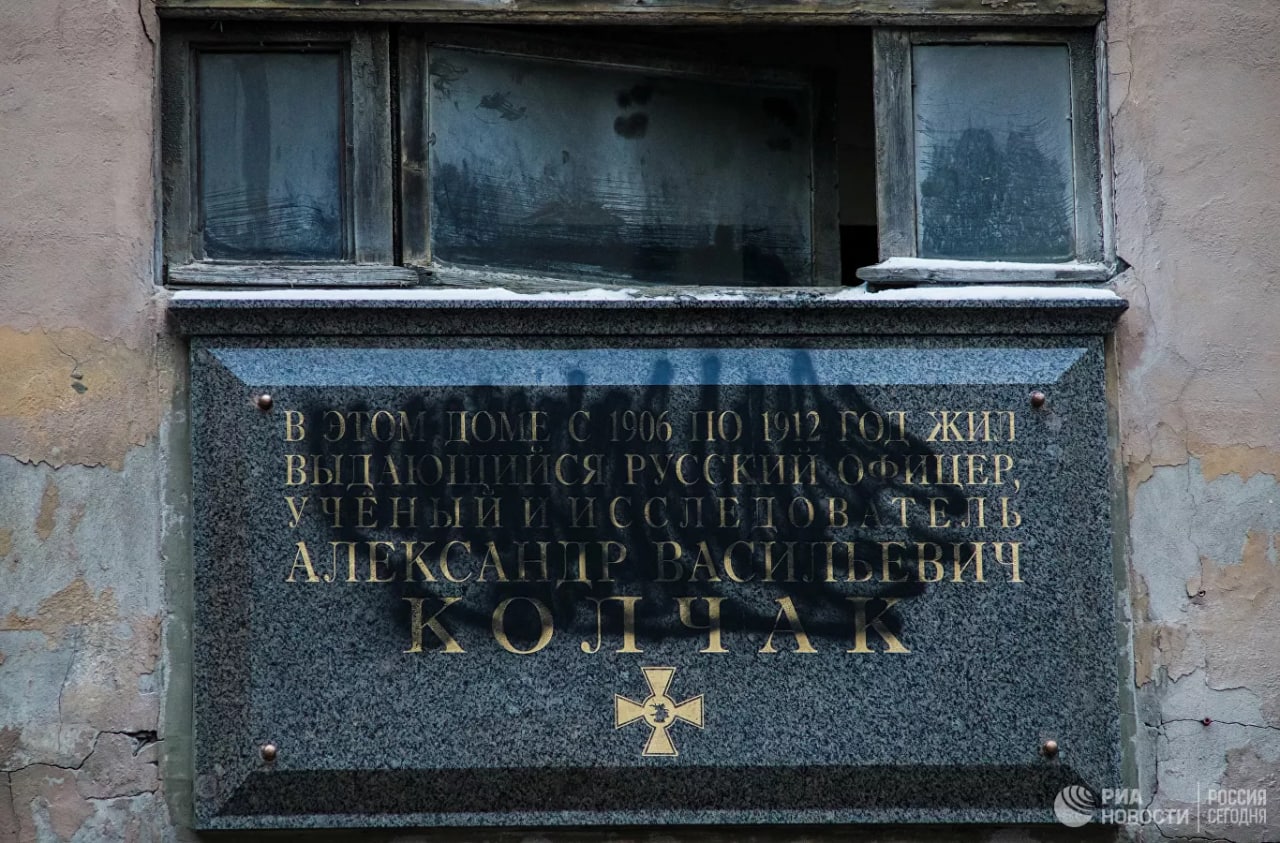 В ЭТОМ ДОМЕ С 1906 ПО 1912 ГОД ЖИЛ
ВЫДАЮЩИЙСЯ РУССКИЙ ОФИЦЕР,
УЧЁНЫЙ И ИССЛЕДОВАТЕЛЬ
АЛЕКСАНДР ВАСИЛЬЕВИЧ
КОЛЧАК
РИА
НОВОСТИ
РОССИЯ
СЕГОДНЯ